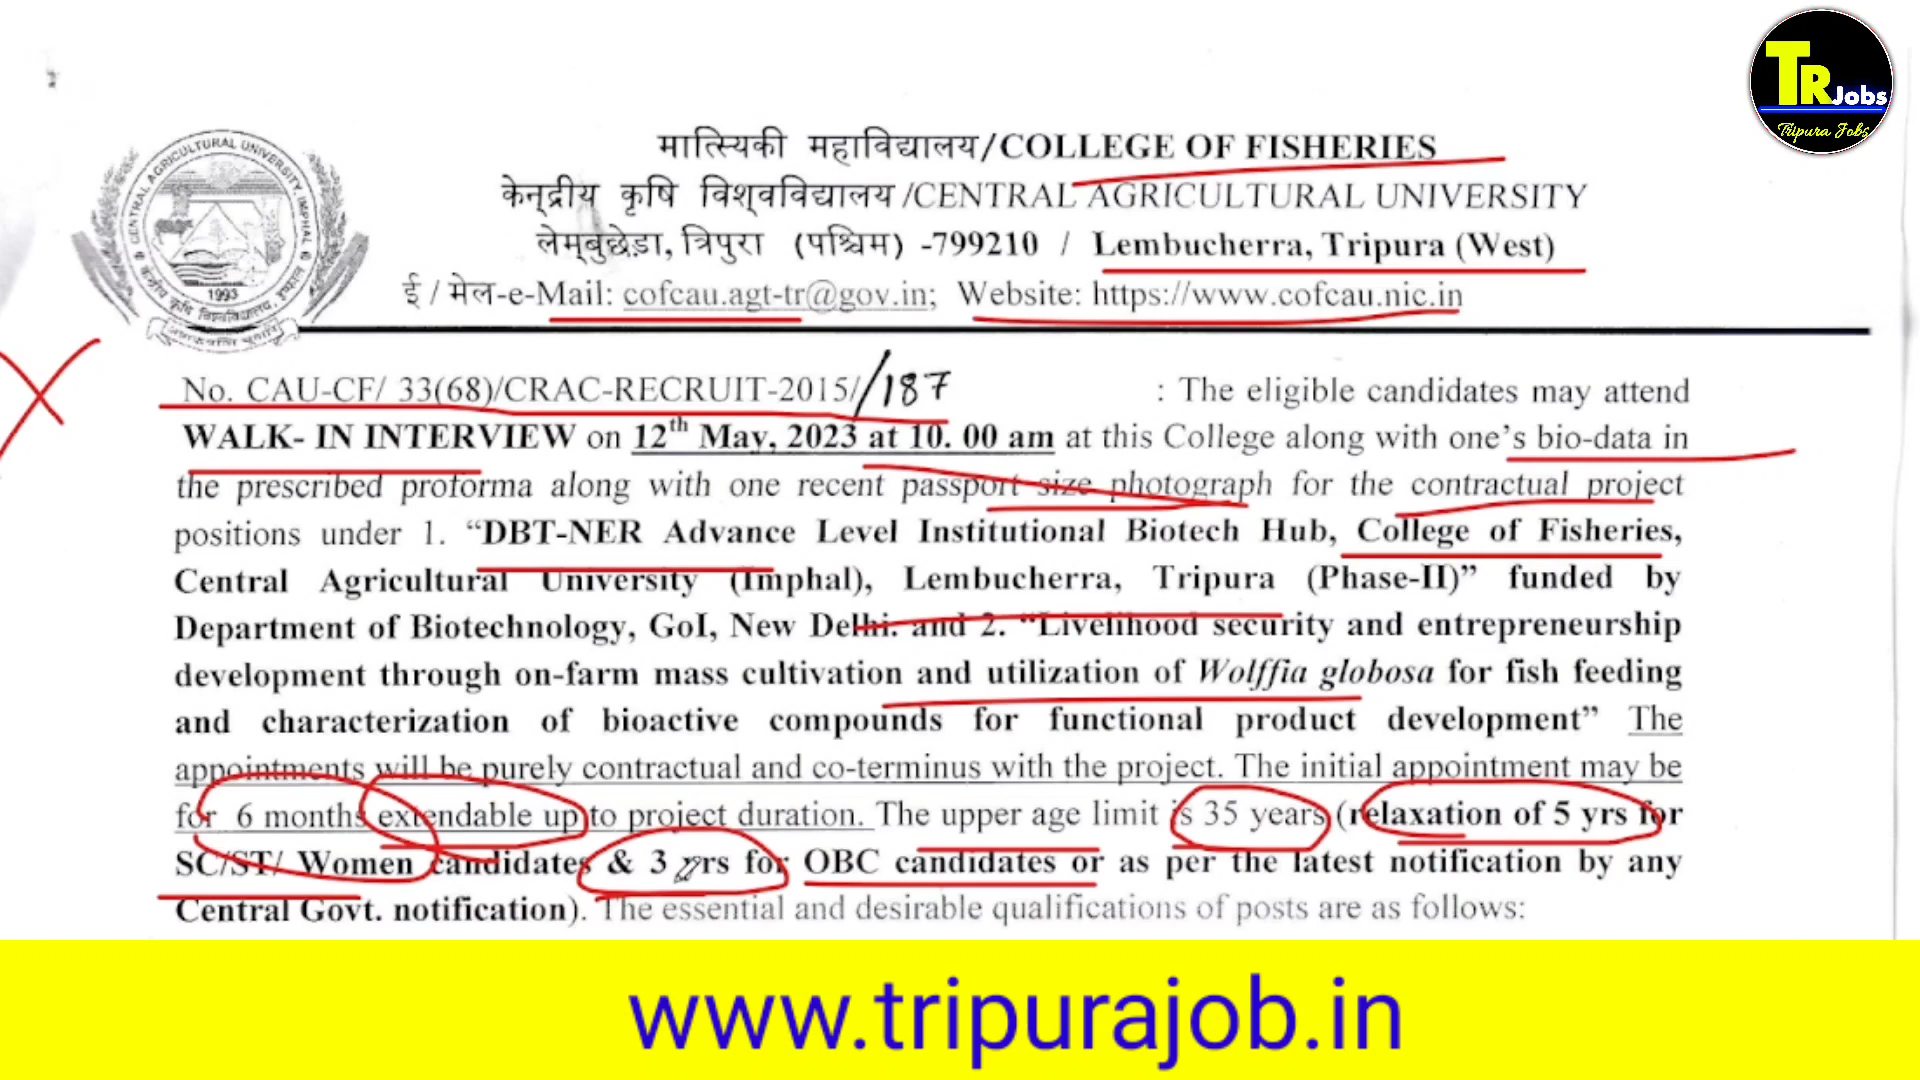 TR Jobs
Tripura Jobs
CENTRAL AGRICULTURAL UNIVERSITY, IMPHAL
1993
मात्स्यिकी महाविद्यालय/COLLEGE OF FISHERIES
केन्द्रीय कृषि विश्वविद्यालय /CENTRAL AGRICULTURAL UNIVERSITY
लेम्बुछेड़ा, त्रिपुरा (पश्चिम) -799210 / Lembucherra, Tripura (West)
ई / मेल-e-Mail: cofcau.agt-tr@gov.in; Website: https://www.cofcau.nic.in
No. CAU-CF/ 33(68)/CRAC-RECRUIT-2015//187 : The eligible candidates may attend
WALK- IN INTERVIEW on 12th May, 2023 at 10. 00 am at this College along with one's bio-data in
the prescribed proforma along with one recent passport size photograph for the contractual project
positions under 1. “DBT-NER Advance Level Institutional Biotech Hub, College of Fisheries,
Central Agricultural University (Imphal), Lembucherra, Tripura (Phase-II)” funded by
Department of Biotechnology, GoI, New Delhi. and 2. “Livelihood security and entrepreneurship
development through on-farm mass cultivation and utilization of Wolffia globosa for fish feeding
and characterization of bioactive compounds for functional product development” The
appointments will be purely contractual and co-terminus with the project. The initial appointment may be
for 6 months extendable up to project duration. The upper age limit is 35 years (relaxation of 5 yrs for
SC/ST/ Women candidates & 3 yrs for OBC candidates or as per the latest notification by any
Central Govt. notification). The essential and desirable qualifications of posts are as follows:
www.tripurajob.in